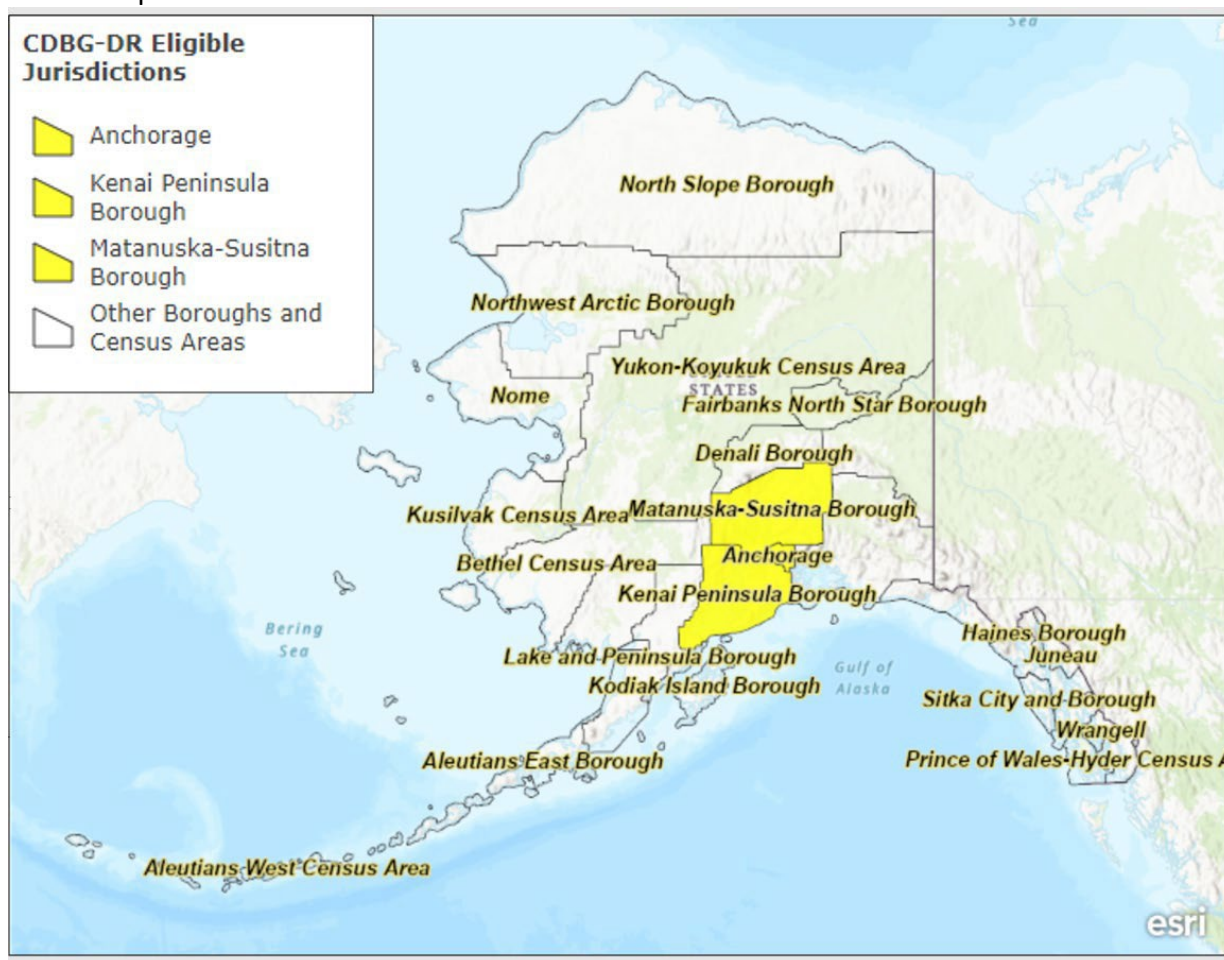 CDBG-DR Eligible
Jurisdictions
Anchorage
Kenai Peninsula
Borough
Matanuska-Susitna
Borough
Other Boroughs and
Census Areas
Sea
North Slope Borough
Northwest Arctic Borough
Yukon-Koyukuk Census Area
STATES
Nome
Fairbanks North Star Borough
Denali Borough
Kusilvak Census Area
Matanuska-Susitna Borough
Anchorage
Bethel Census Area
Kenai Peninsula Borough
Bering
Sea
Haines Borough
Juneau
Lake and Peninsula Borough
Gulf of
Alaska
Kodiak Island Borough
Sitka City and Borough
Wrangell
Aleutians East Borough
Prince of Wales-Hyder Census A
Aleutians West Census Area
esri